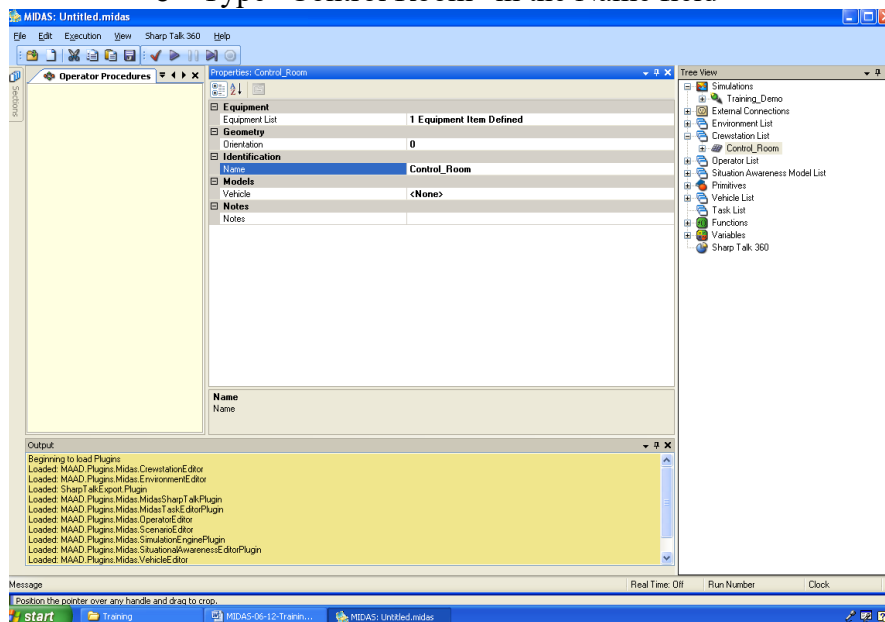 Type "Control Room" in the Name field
MIDAS: Untitled.midas
File Edit Execution View Sharp Talk 360 Help
Sections
Operator Procedures
Properties: Control_Room
Equipment
Equipment List 1 Equipment Item Defined
Geometry
Orientation 0
Identification
Name Control_Room
Models
Vehicle <None>
Notes
Notes
Name
Name
Tree View
Simulations
Training_Demo
External Connections
Environment List
Crewstation List
Control_Room
Operator List
Situation Awareness Model List
Primitives
Vehicle List
Task List
Functions
Variables
Sharp Talk 360
Output
Beginning to load Plugins
Loaded: MAAD.Plugins.Midas.CrewstationEditor
Loaded: MAAD.Plugins.Midas.EnvironmentEditor
Loaded: SharpTalkExport.Plugin
Loaded: MAAD.Plugins.Midas.MidasSharpTalkPlugin
Loaded: MAAD.Plugins.Midas.MidasTaskEditorPlugin
Loaded: MAAD.Plugins.Midas.OperatorEditor
Loaded: MAAD.Plugins.Midas.ScenarioEditor
Loaded: MAAD.Plugins.Midas.SimulationEnginePlugin
Loaded: MAAD.Plugins.Midas.SituationalAwarenessEditorPlugin
Loaded: MAAD.Plugins.Midas.VehicleEditor
Message Real Time: Off Run Number Clock
Position the pointer over any handle and drag to crop.
start Training MIDAS-06-12-Trainin... MIDAS: Untitled.midas